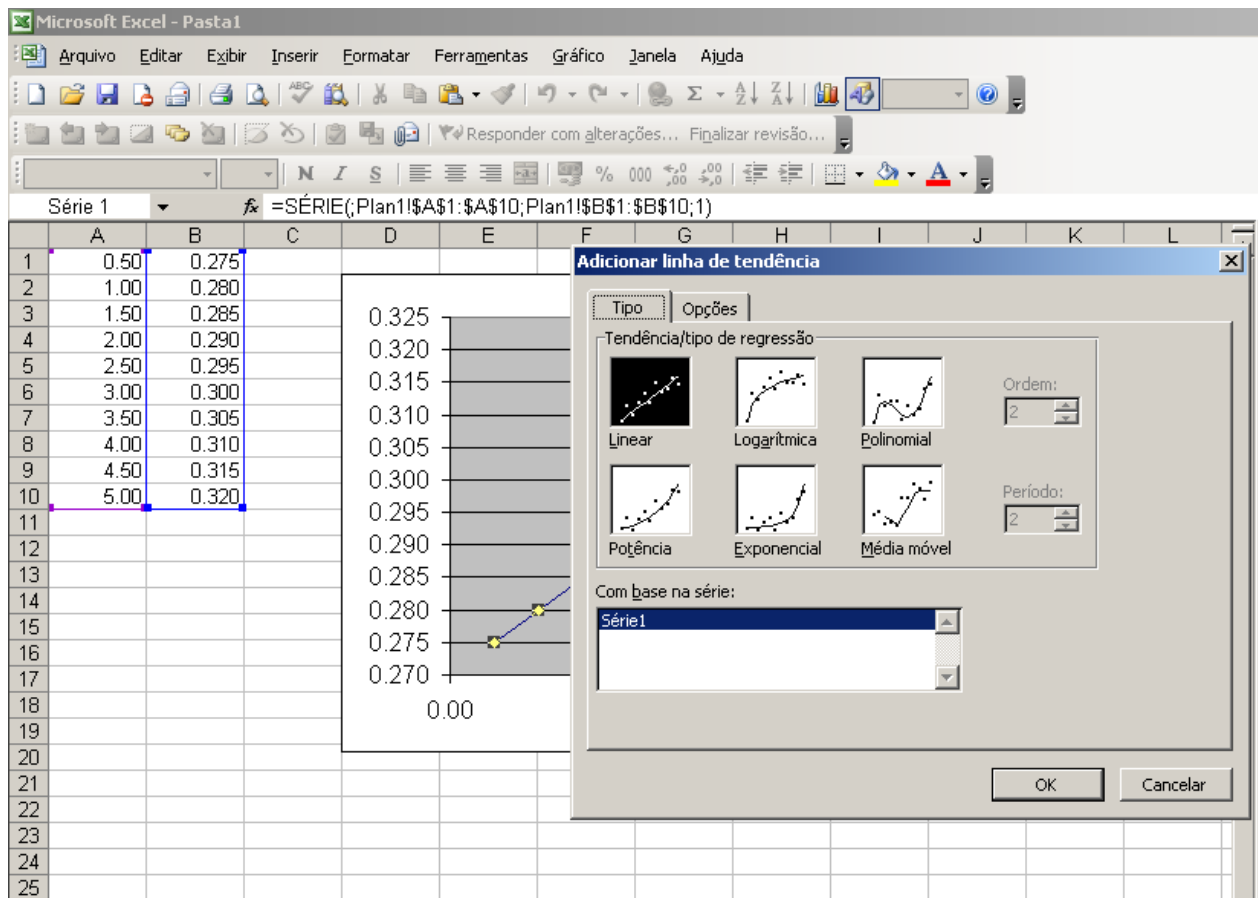 Microsoft Excel - Pasta1
Arquivo Editar Exibir Inserir Formatar Ferramentas Gráfico Janela Ajuda
Responder com alterações... Finalizar revisão...
N I S % 000
Série 1 fx =SÉRIE(;Plan1!$A$1:$A$10;Plan1!$B$1:$B$10;1)
A B C D E F G H I J K L
1 0.50 0.275
2 1.00 0.280
3 1.50 0.285
4 2.00 0.290
5 2.50 0.295
6 3.00 0.300
7 3.50 0.305
8 4.00 0.310
9 4.50 0.315
10 5.00 0.320
11
12
13
14
15
16
17
18
19
20
21
22
23
24
25
0.325
0.320
0.315
0.310
0.305
0.300
0.295
0.290
0.285
0.280
0.275
0.270
0.00
Adicionar linha de tendência
Tipo Opções
Tendência/tipo de regressão
Linear Logarítmica Polinomial
Ordem:
2
Potência Exponencial Média móvel
Período:
2
Com base na série:
Série1
OK Cancelar